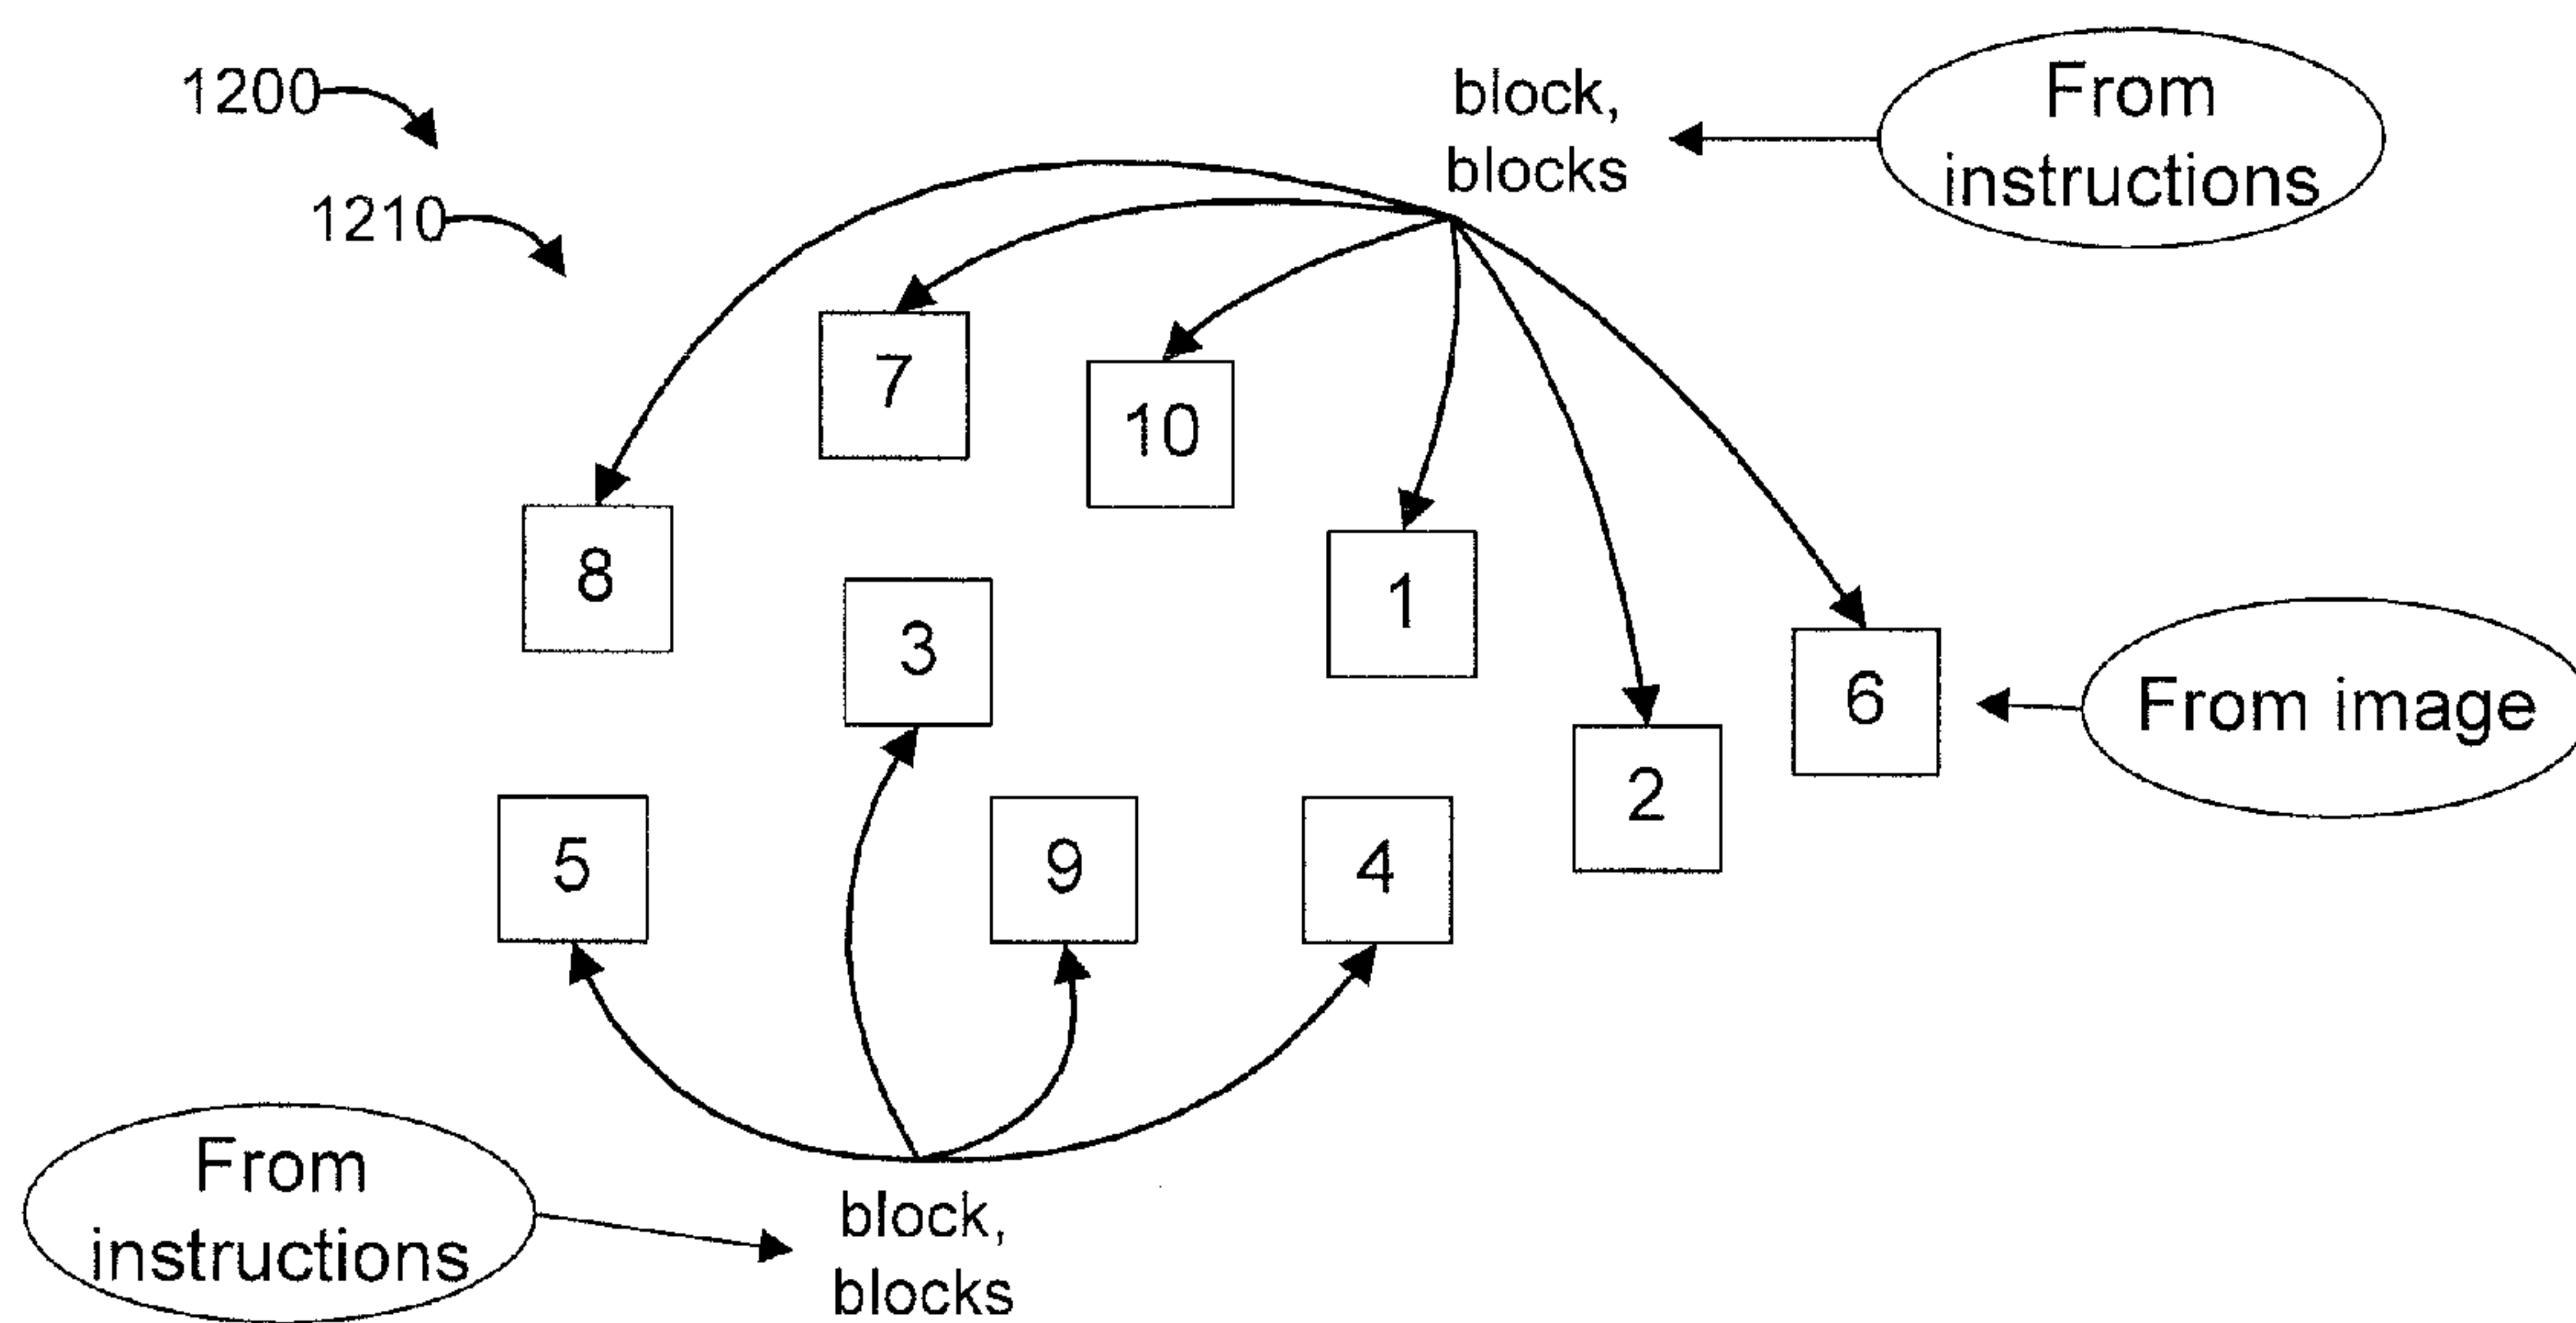 1200
block,
blocks
From
instructions
1210
7
10
8
1
3
6
From image
2
5
9
4
From
instructions
block,
blocks